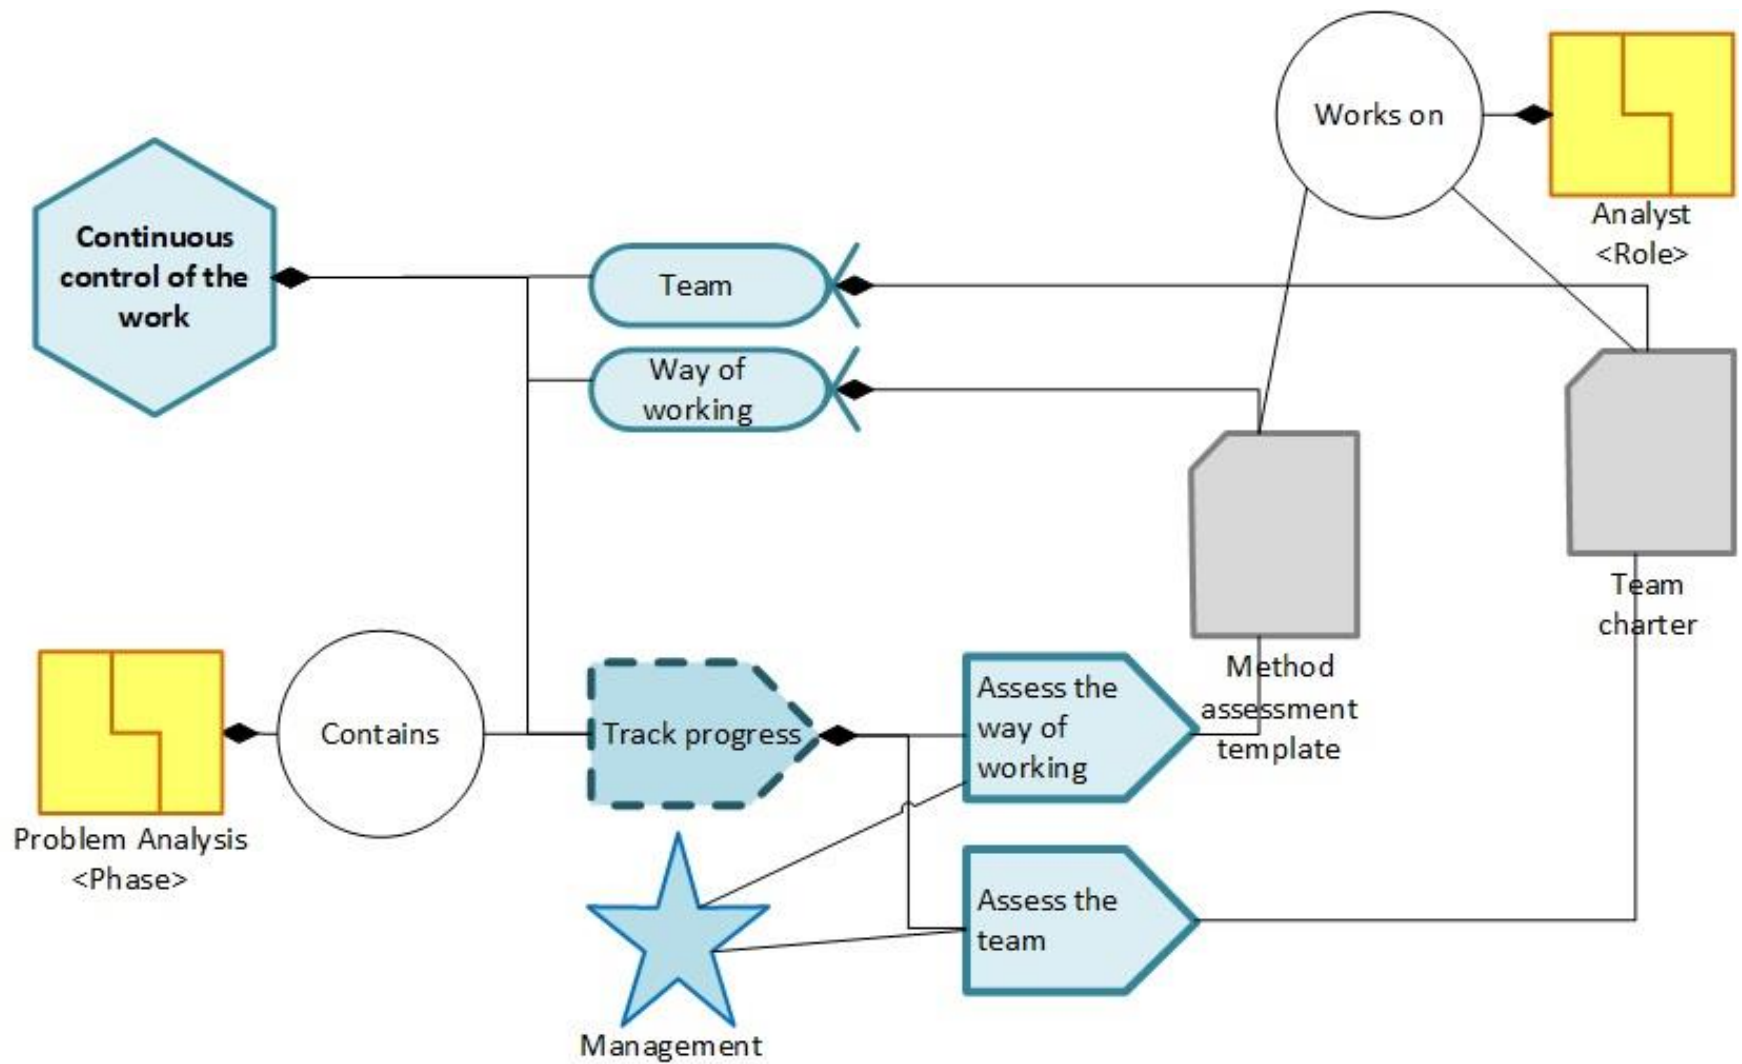 Works on
Analyst
<Role>
Continuous
control of the
work
Team
Way of
working
Team
charter
Method
assessment
template
Assess the
way of
working
Track progress
Contains
Problem Analysis
<Phase>
Assess the
team
Management